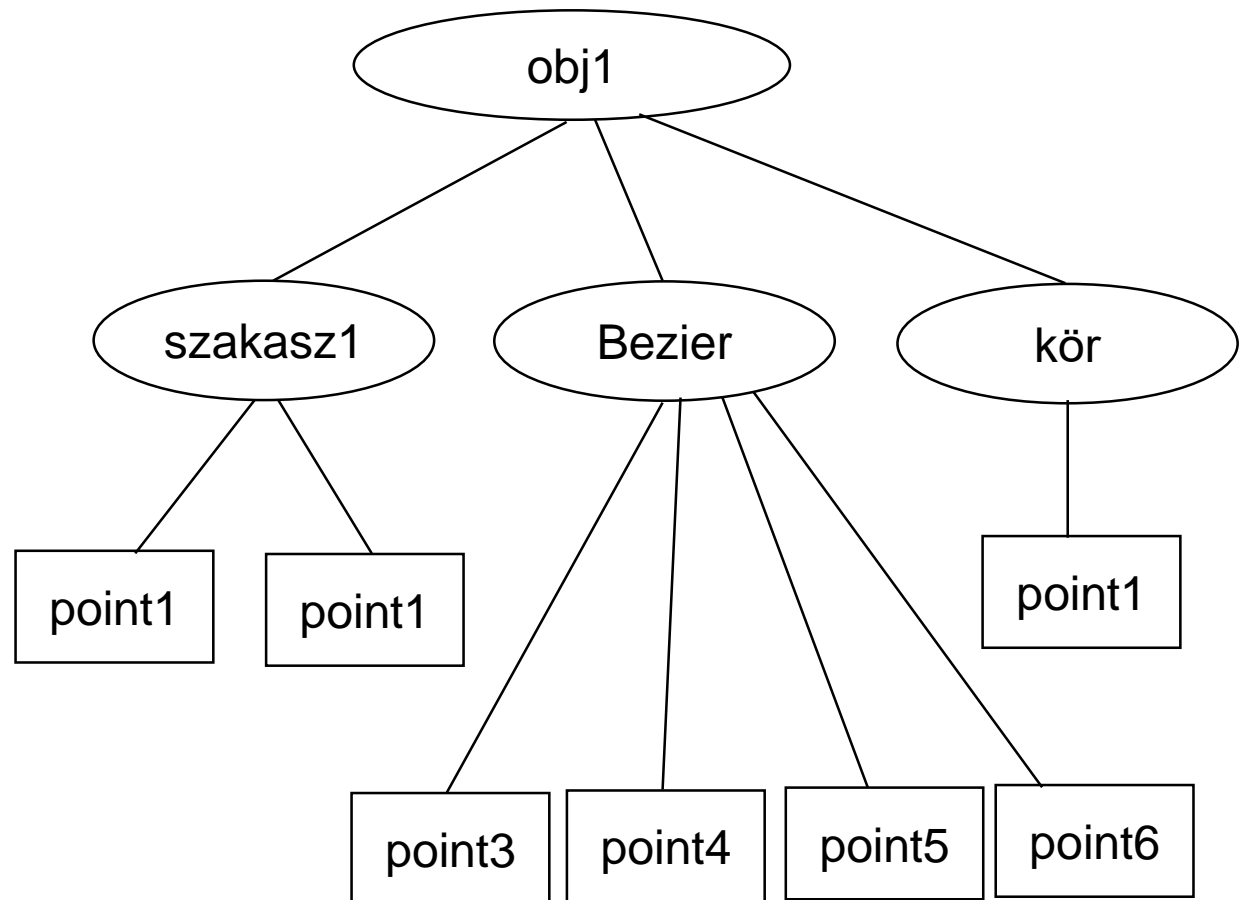 obj1
szakasz1
Bezier
kör
point1
point1
point1
point3
point4
point5
point6